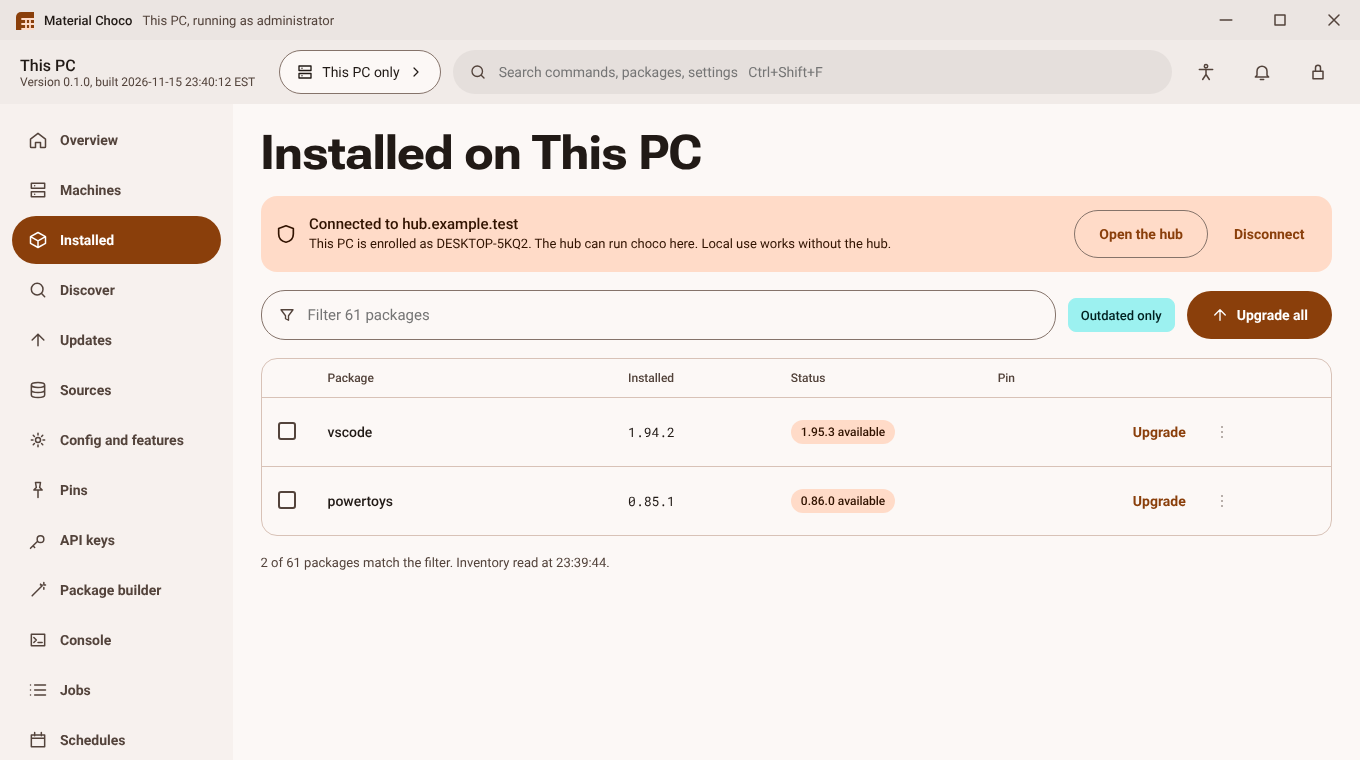 Material Choco This PC, running as administrator
This PC
Version 0.1.0, built 2026-11-15 23:40:12 EST
This PC only
Search commands, packages, settings Ctrl+Shift+F
Overview
Machines
Installed
Discover
Updates
Sources
Config and features
Pins
API keys
Package builder
Console
Jobs
Schedules
Installed on This PC
Connected to hub.example.test
This PC is enrolled as DESKTOP-5KQ2. The hub can run choco here. Local use works without the hub.
Open the hub
Disconnect
Filter 61 packages
Outdated only
Upgrade all
Package Installed Status Pin
vscode 1.94.2 1.95.3 available Upgrade
powertoys 0.85.1 0.86.0 available Upgrade
2 of 61 packages match the filter. Inventory read at 23:39:44.